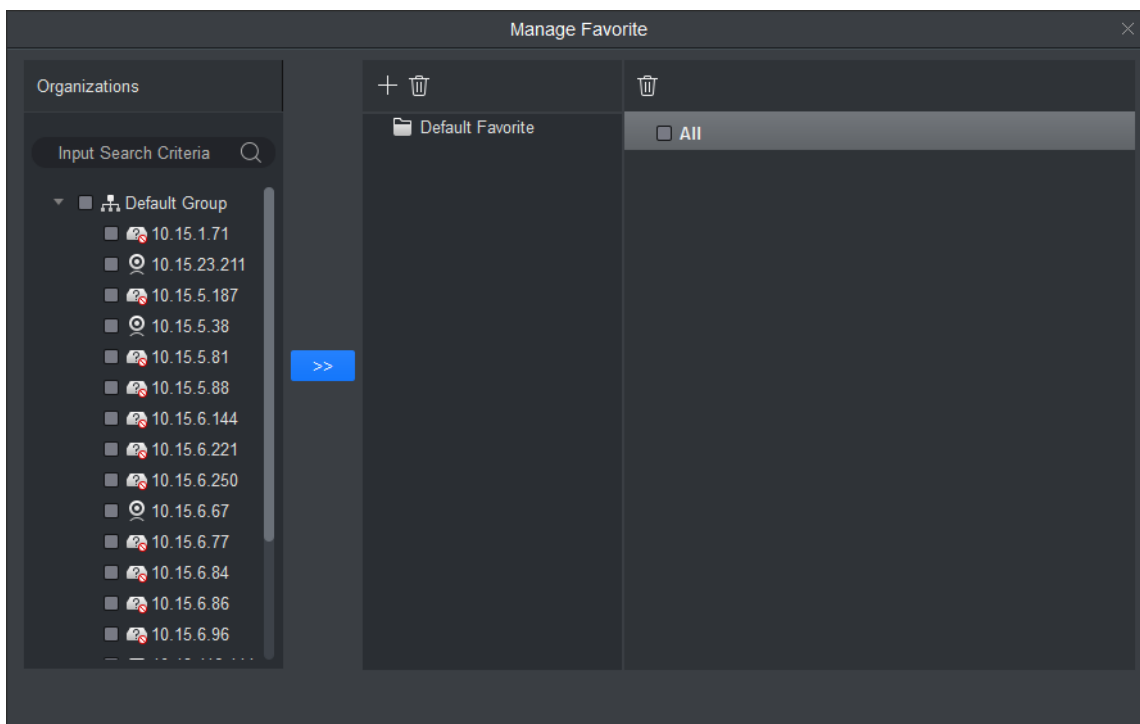 Manage Favorite
Organizations
Input Search Criteria
Default Group
10.15.1.71
10.15.23.211
10.15.5.187
10.15.5.38
10.15.5.81
10.15.5.88
10.15.6.144
10.15.6.221
10.15.6.250
10.15.6.67
10.15.6.77
10.15.6.84
10.15.6.86
10.15.6.96
>>
Default Favorite
All